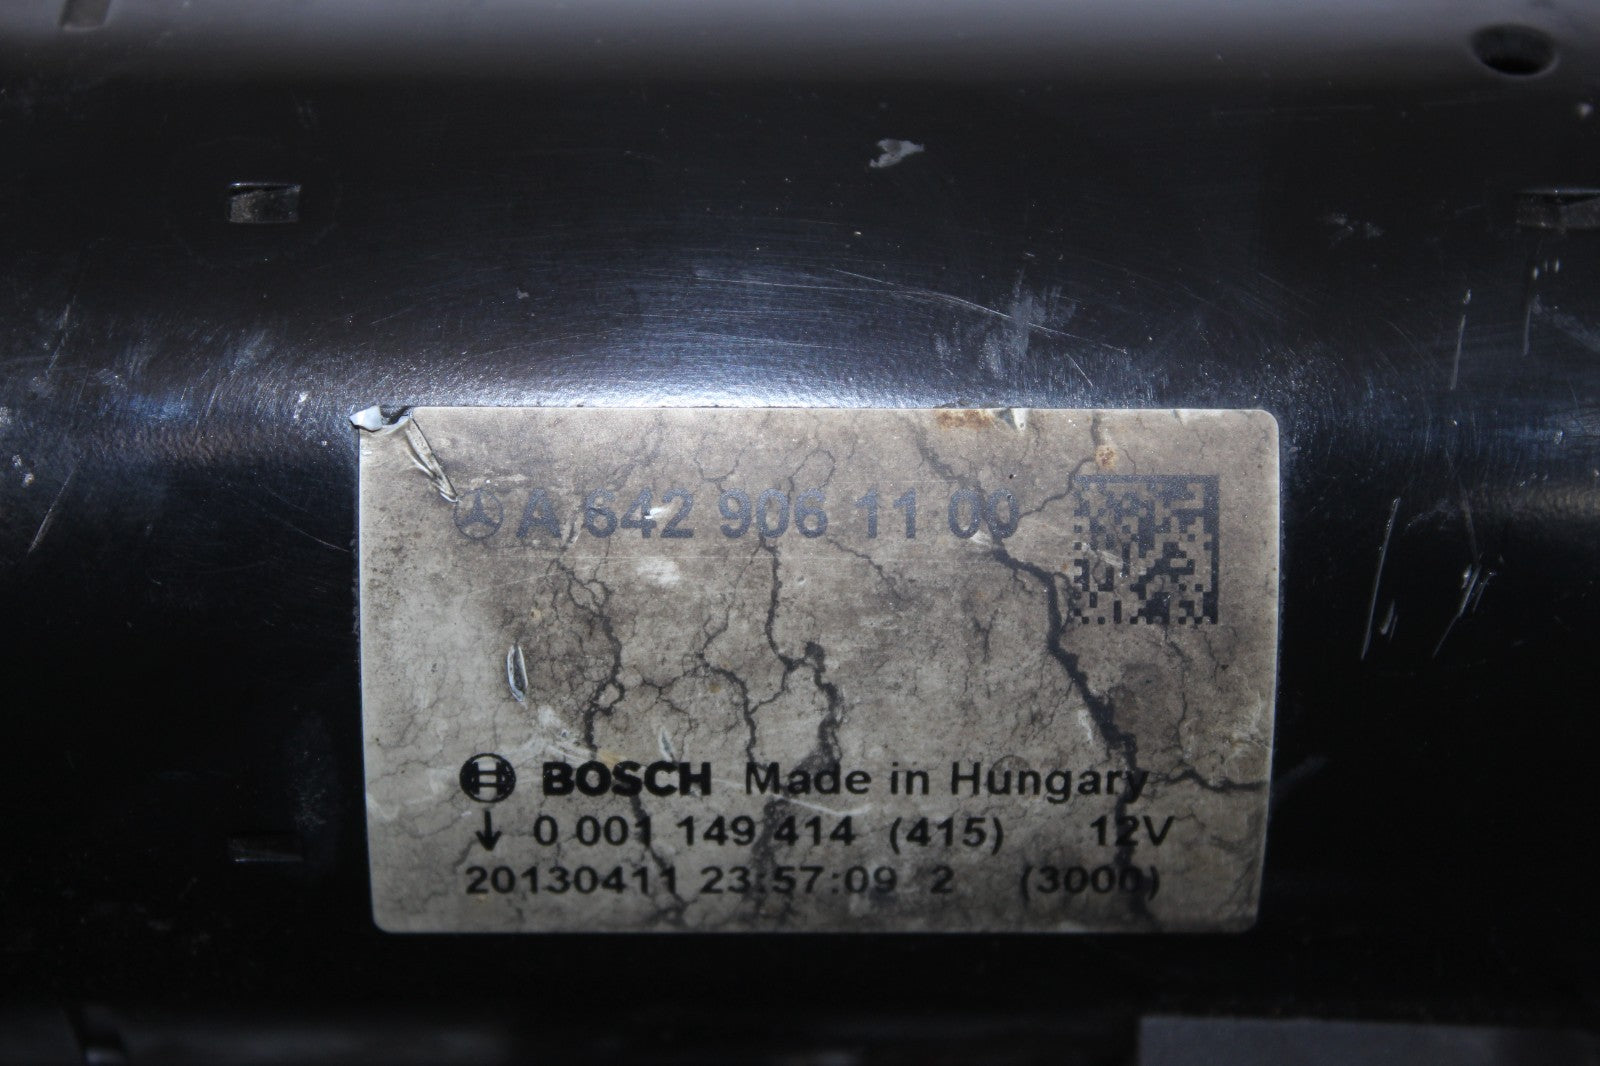 A 642 906 11 00
BOSCH Made in Hungary
↓ 0 001 149 414 (415) 12V
20130411 23:57:09 2 (3000)